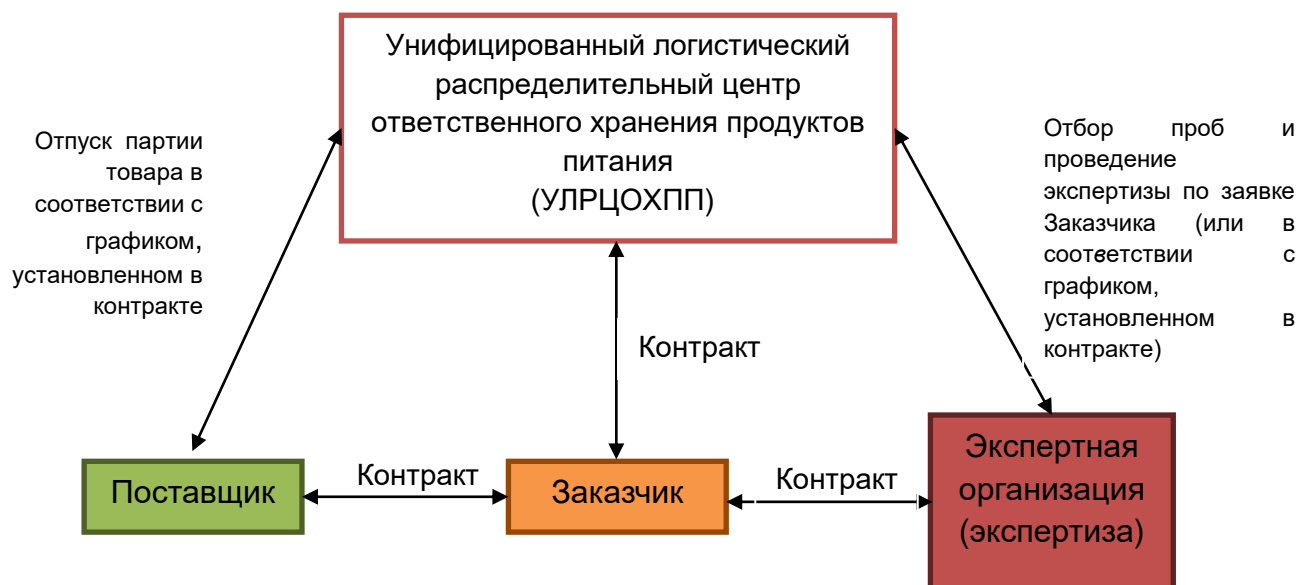 Унифицированный логистический
распределительный центр
ответственного хранения продуктов
питания
(УЛРЦОХПП)
Отпуск партии
товара в
соответствии с
графиком,
установленном в
контракте
Отбор проб и
проведение
экспертизы по заявке
Заказчика (или в
соответствии с
графиком,
установленном в
контракте)
Контракт
Поставщик
Контракт
Заказчик
Контракт
Экспертная
организация
(экспертиза)